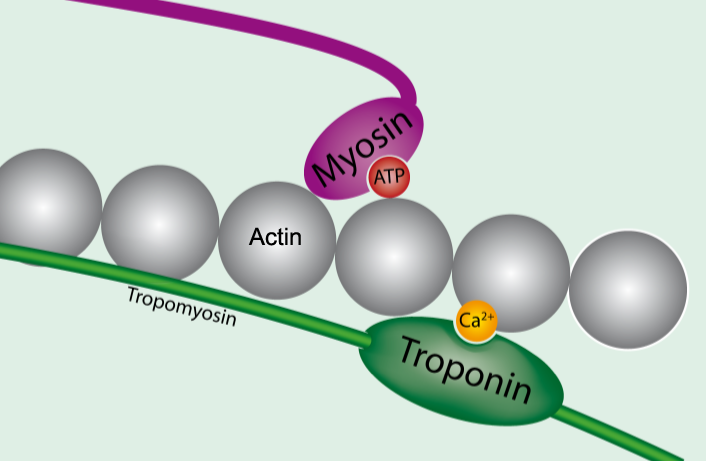 Myosin
ATP
Actin
Tropomyosin
Ca²⁺
Troponin